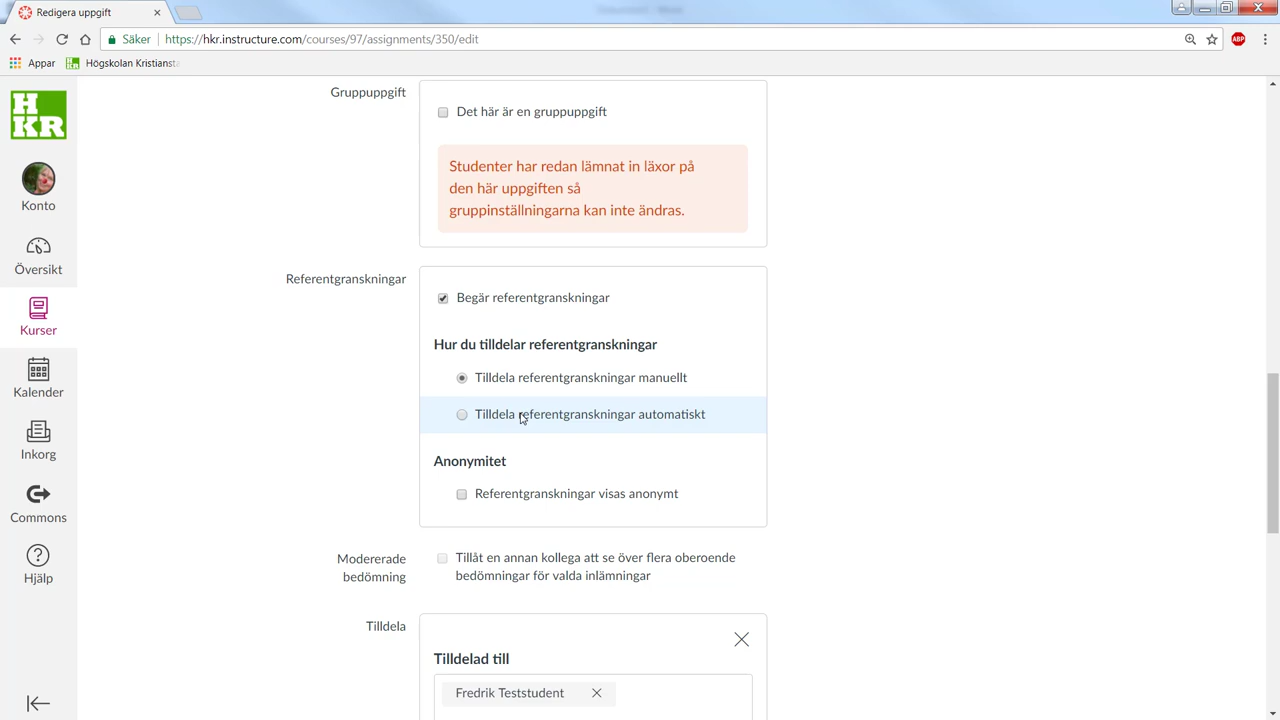 Redigera uppgift
Säker https://hkr.instructure.com/courses/97/assignments/350/edit
ABP
Appar Högskolan Kristiansta
H
KR
Konto
Översikt
Kurser
Kalender
Inkorg
Commons
Hjälp
Gruppuppgift
Det här är en gruppuppgift
Studenter har redan lämnat in läxor på
den här uppgiften så
gruppinställningarna kan inte ändras.
Referentgranskningar
Begär referentgranskningar
Hur du tilldelar referentgranskningar
Tilldela referentgranskningar manuellt
Tilldela referentgranskningar automatiskt
Anonymitet
Referentgranskningar visas anonymt
Modererade
bedömning
Tillåt en annan kollega att se över flera oberoende
bedömningar för valda inlämningar
Tilldela
Tilldelad till
Fredrik Teststudent